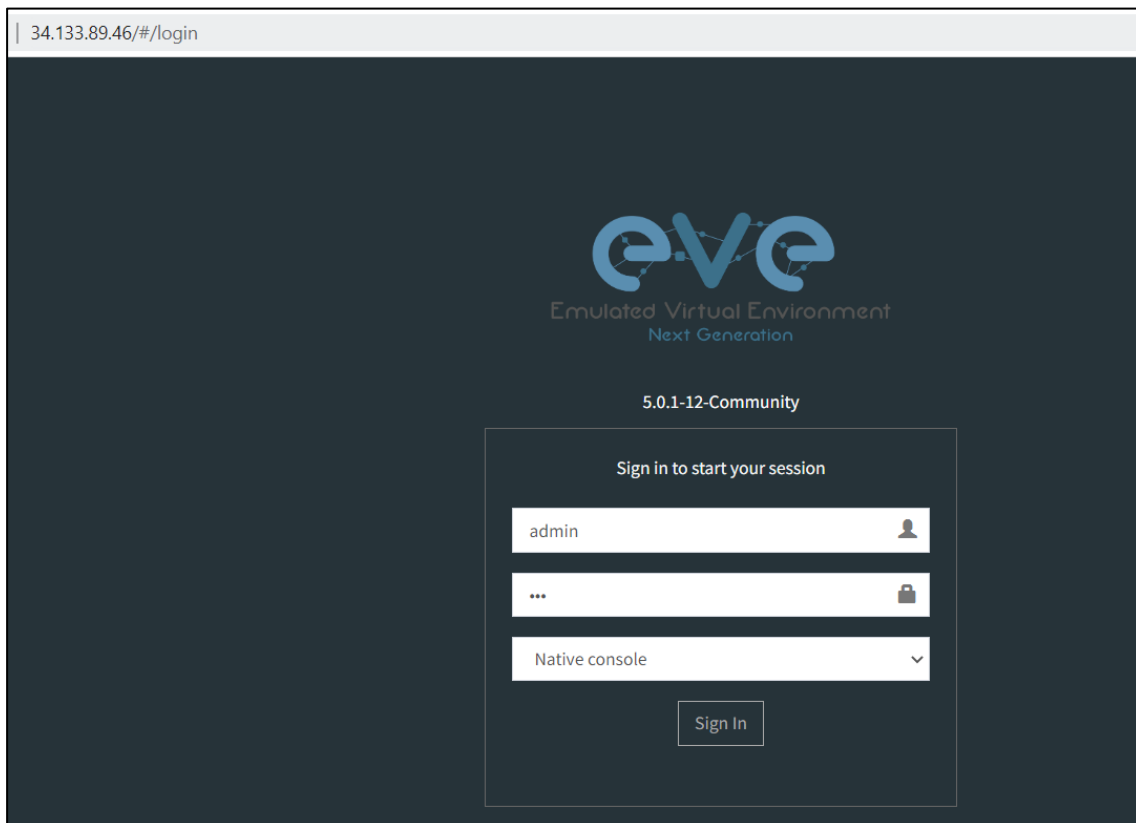 34.133.89.46/#/login
eve
Emulated Virtual Environment
Next Generation
5.0.1-12-Community
Sign in to start your session
admin
•••
Native console
Sign In